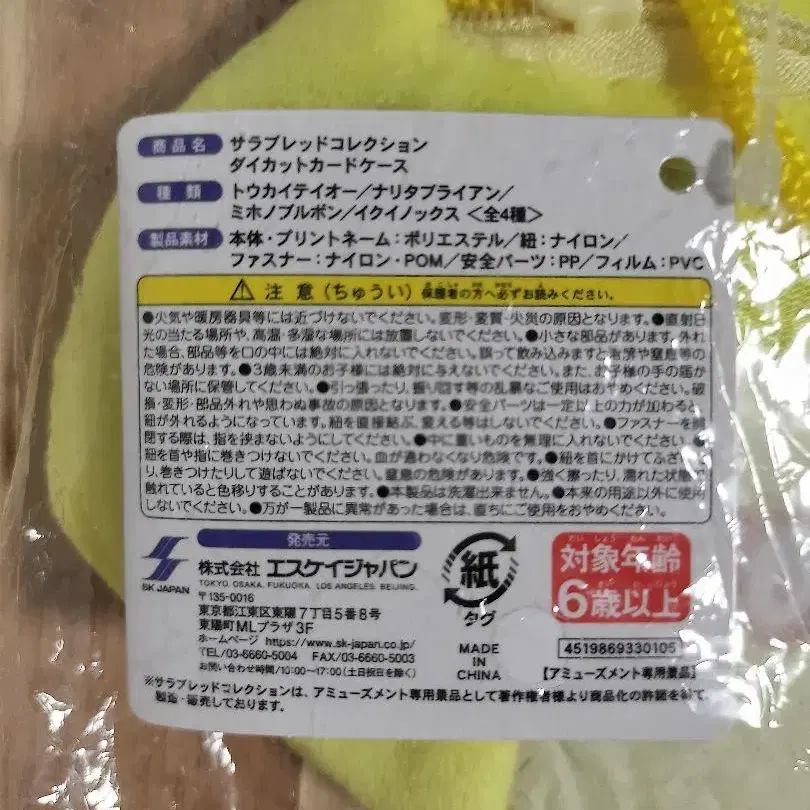 商品名 サラブレッドコレクション
ダイカットカードケース
種類 トウカイテイオー/ナリタブライアン/
ミホノブルボン/イクイノックス <全4種>
製品素材 本体・プリントネーム:ポリエステル/紐:ナイロン/
ファスナー:ナイロン・POM/安全パーツ:PP/フィルム:PVC
注意(ちゅうい) 保護者の方へ必ずお読みください。
●火気や暖房器具等には近づけないでください。変形・変質・火災の原因となります。●直射日
光の当たる場所や、高温・多湿な場所には放置しないでください。●小さな部品があります。外れ
た場合、部品等を口の中には絶対に入れないでください。誤って飲み込みますと中毒や窒息等の
危険があります。●3歳未満のお子様には絶対に与えないでください。また、お子様の手の届か
ない場所に保管してください。●引っ張ったり、振り回す等の乱暴なご使用はおやめください。破
損・変形・部品外れや思わぬ事故の原因となります。●安全パーツは一定以上の力が加わると
紐が外れるようになっています。紐を直接結ぶ、変える等はしないでください。●ファスナーを開
閉する際は、指を挟まないようにしてください。●中に重いものを無理に入れないでください。●
紐を首や指に巻きつけないでください。血が通わなくなり危険です。●紐を首にかけてふざけた
り、巻きつけたりして遊ばないでください。窒息の危険があります。●強く擦ったり、濡れた状態で
触れていると色移りすることがあります。●本製品は洗濯出来ません。●本来の用途以外に使用
しないでください。●万が一製品に異常があった場合は、直ちにご使用をおやめください。
SK JAPAN
発売元
株式会社 エスケイジャパン
TOKYO. OSAKA. FUKUOKA. LOS ANGELES. BEIJING.
〒135-0016
東京都江東区東陽7丁目5番8号
東陽町MLプラザ3F
ホームページ https://www.sk-japan.co.jp/
TEL/03-6660-5004 FAX/03-6660-5003
お問い合わせ時間/10:00~17:00(土日祝日を除く)
紙
タグ
MADE
IN
CHINA
たいしょうねんれい
対象年齢
6歳以上
4519869330105
【アミューズメント専用景品】
※サラブレッドコレクションは、アミューズメント専用景品として著作権者様より商品化の許諾を得て
製造・販売しております。